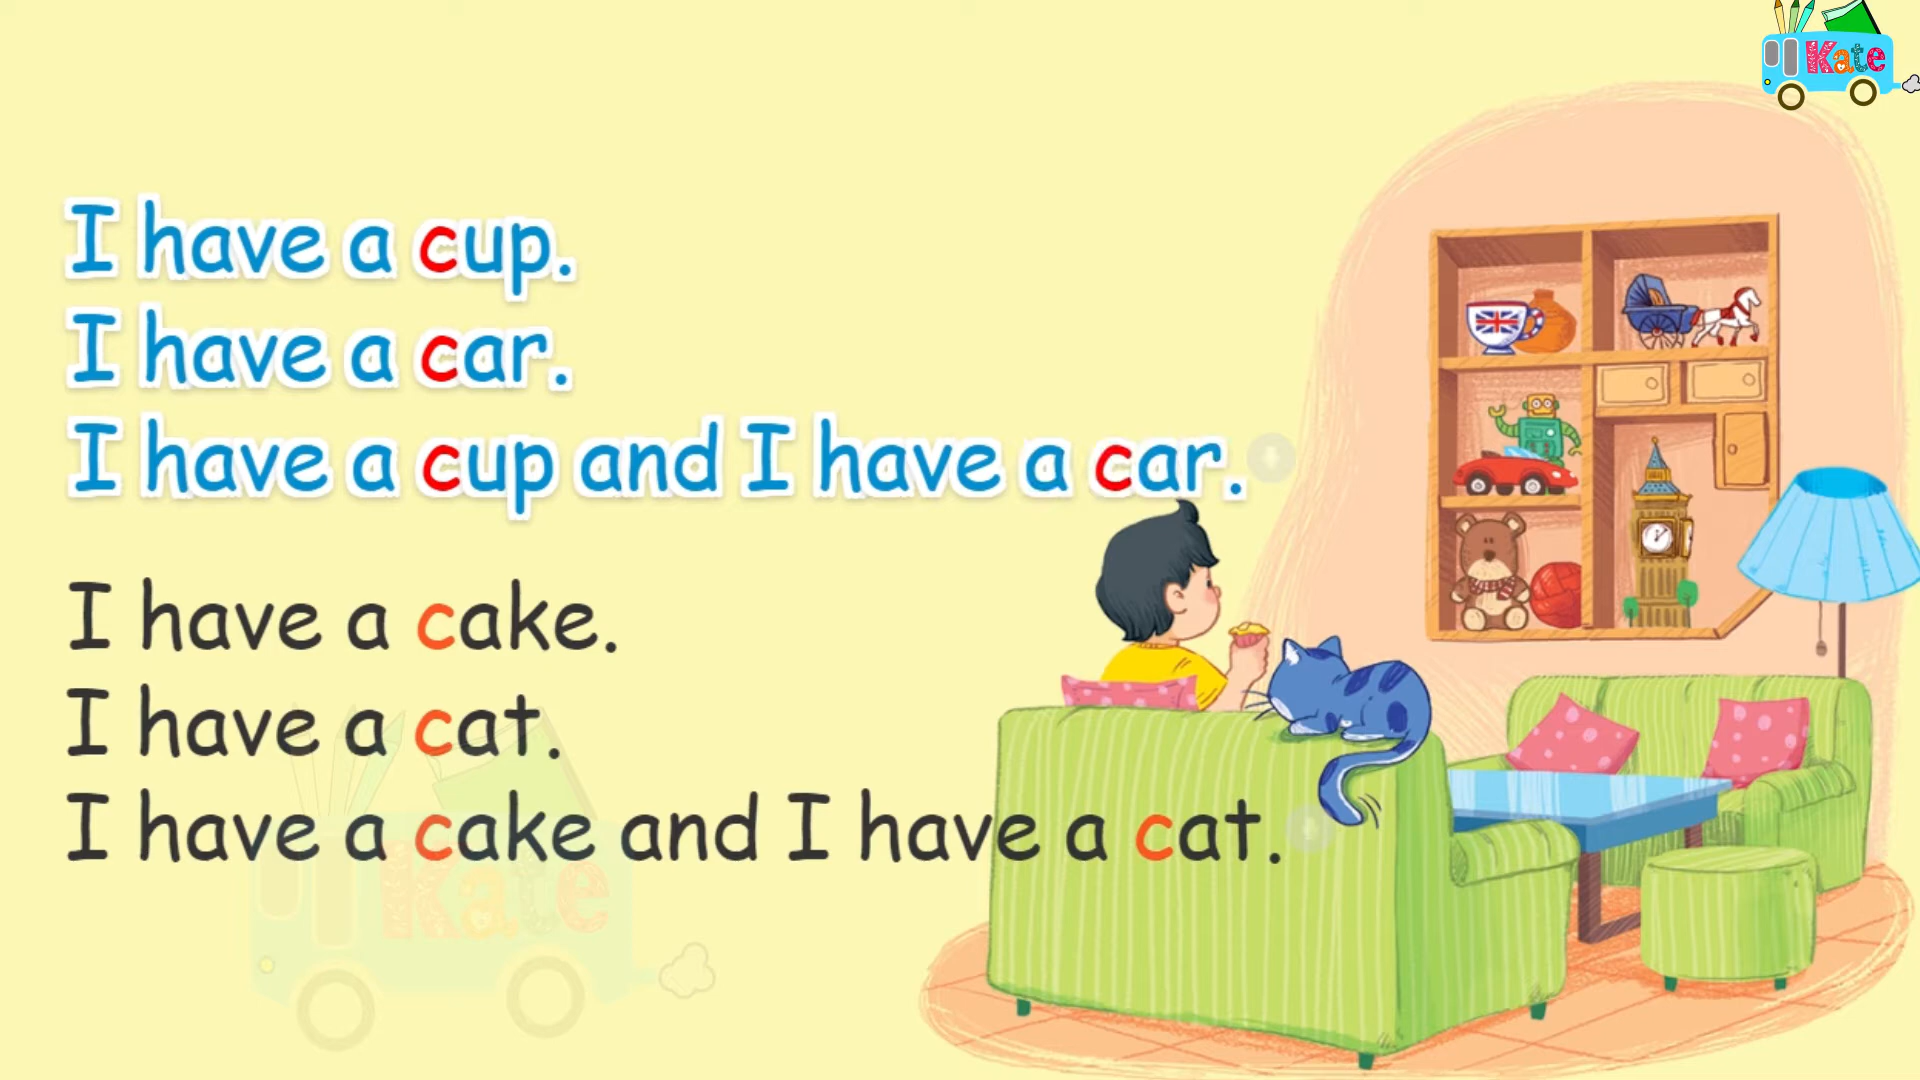 Kate
I have a cup.
I have a car.
I have a cup and I have a car.
I have a cake.
I have a cat.
I have a cake and I have a cat.
Kate